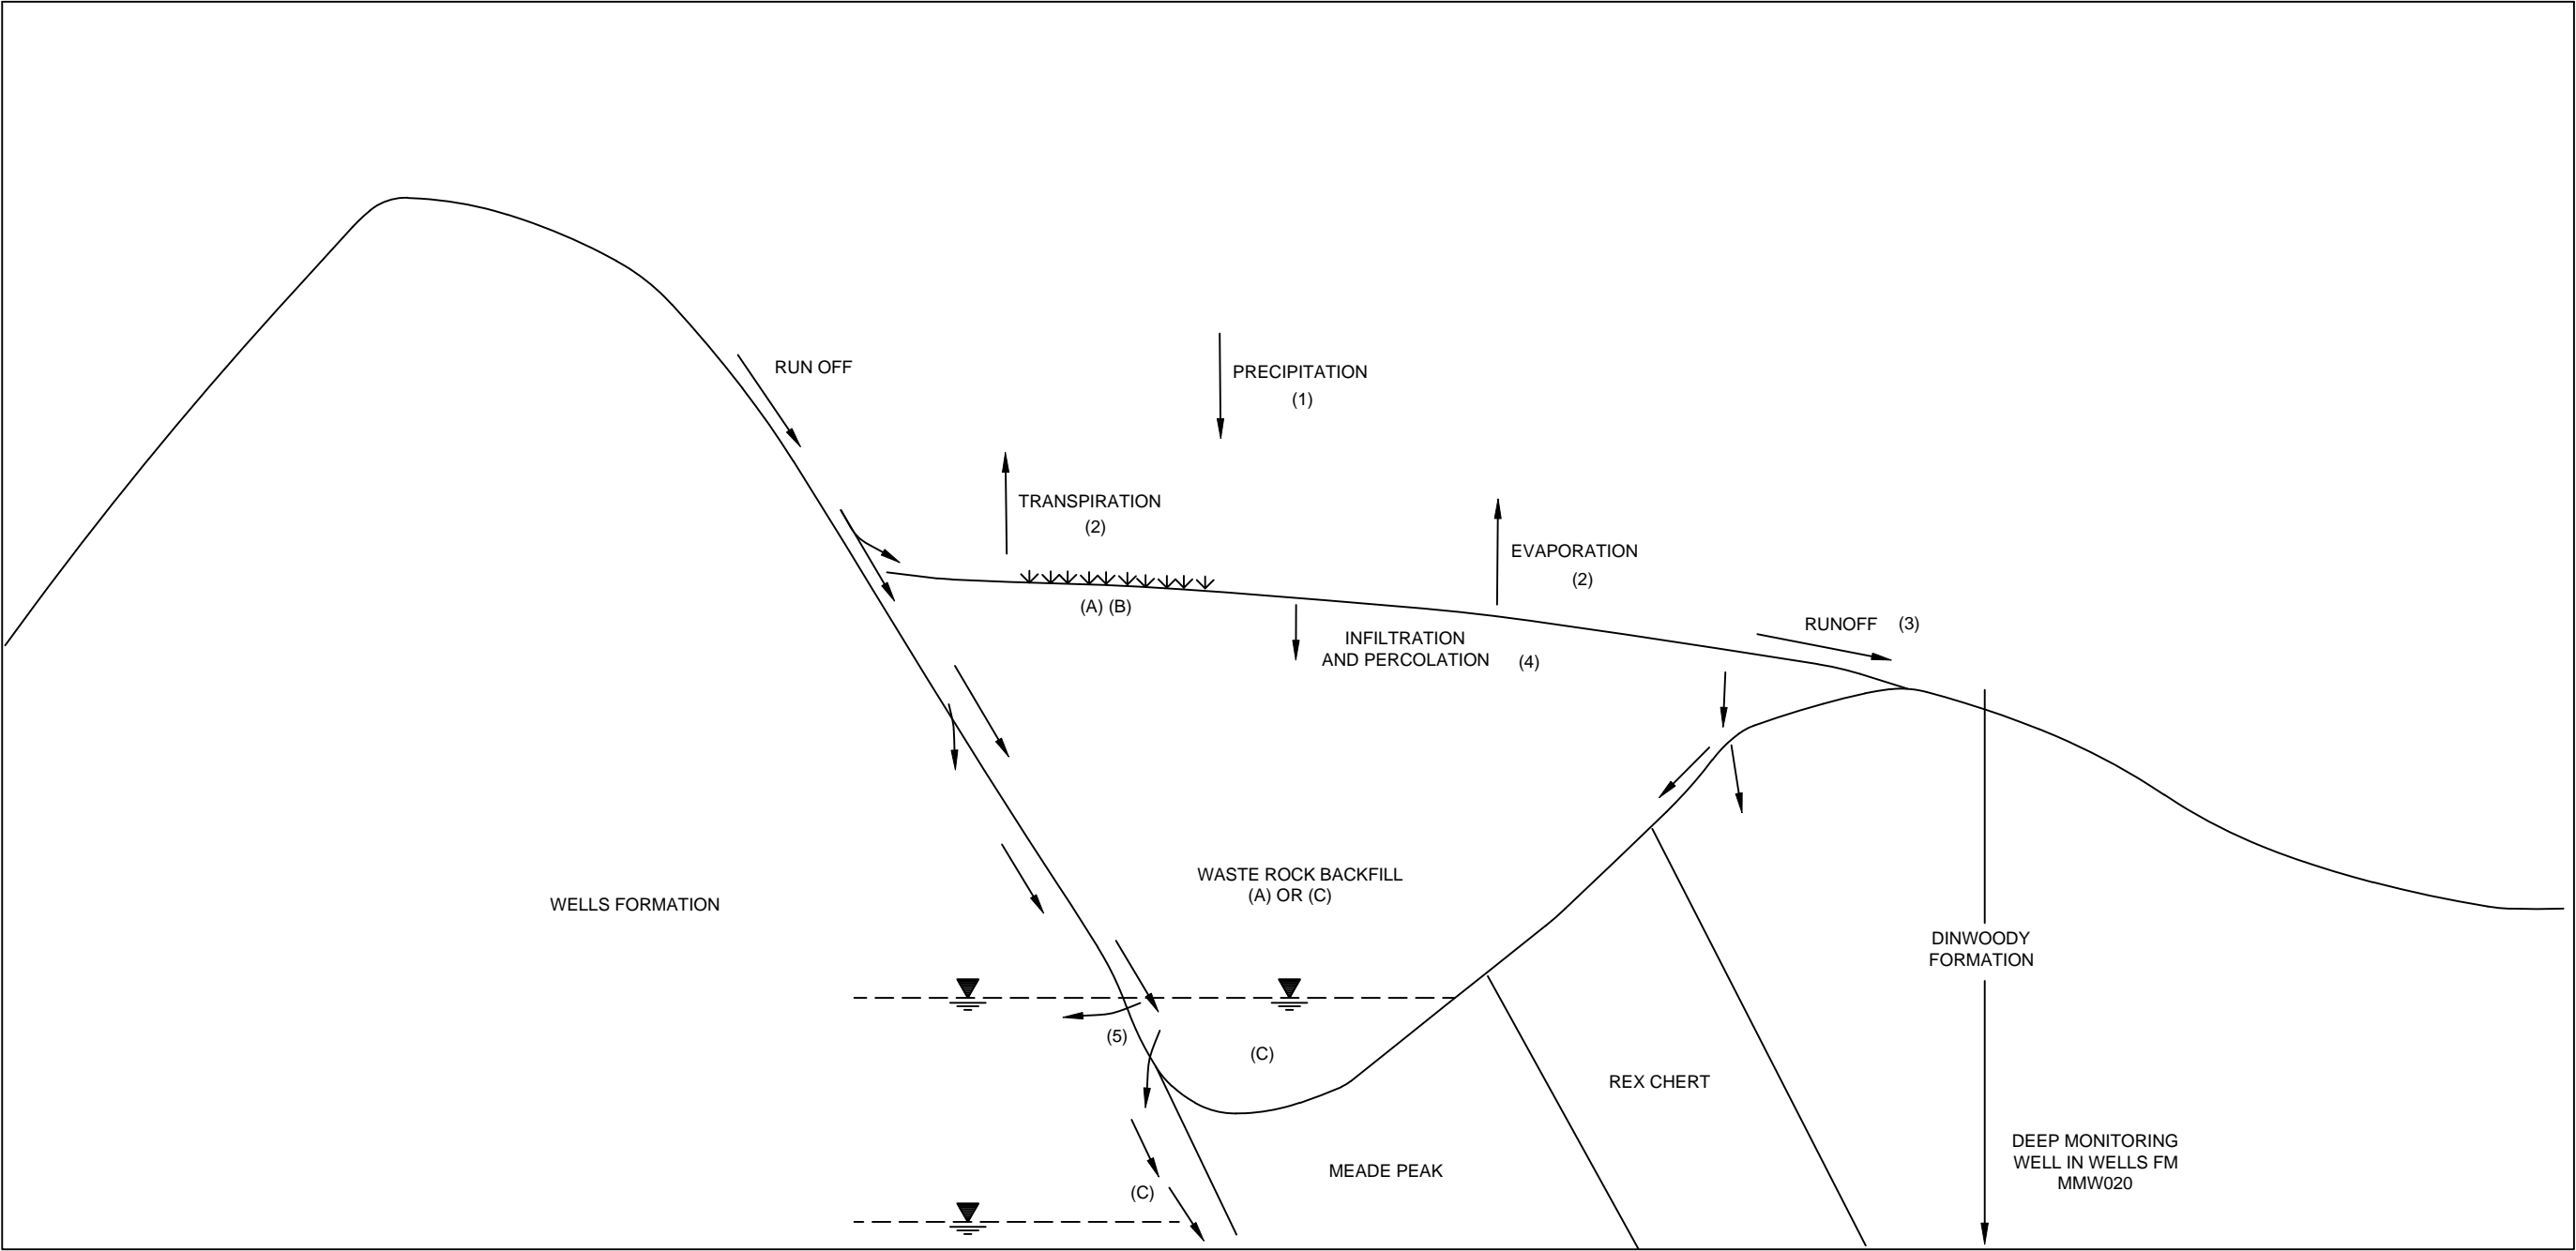 RUN OFF
PRECIPITATION
(1)
TRANSPIRATION
(2)
EVAPORATION
(2)
(A) (B)
RUNOFF (3)
INFILTRATION
AND PERCOLATION (4)
WASTE ROCK BACKFILL
(A) OR (C)
WELLS FORMATION
DINWOODY
FORMATION
(5)
(C)
REX CHERT
DEEP MONITORING
WELL IN WELLS FM
MMW020
MEADE PEAK
(C)